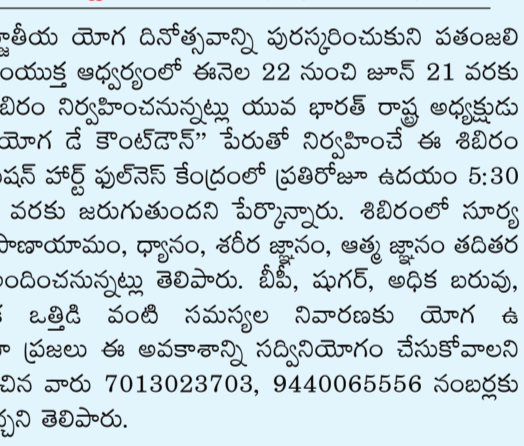 ర్జాతీయ యోగ దినోత్సవాన్ని పురస్కరించుకుని పతంజలి
ంయుక్త ఆధ్వర్యంలో ఈనెల 22 నుంచి జూన్ 21 వరకు
బిరం నిర్వహించనున్నట్లు యువ భారత్ రాష్ట్ర అధ్యక్షుడు
యోగ డే కౌంట్‌డౌన్” పేరుతో నిర్వహించే ఈ శిబిరం
షన్ హార్ట్ ఫుల్‌నెస్ కేంద్రంలో ప్రతిరోజూ ఉదయం 5:30
వరకు జరుగుతుందని పేర్కొన్నారు. శిబిరంలో సూర్య
ాణాయామం, ధ్యానం, శరీర జ్ఞానం, ఆత్మ జ్ఞానం తదితర
ందించనున్నట్లు తెలిపారు. బీపీ, షుగర్, అధిక బరువు,
ఒత్తిడి వంటి సమస్యల నివారణకు యోగ ఉ
ప్రజలు ఈ అవకాశాన్ని సద్వినియోగం చేసుకోవాలని
చిన వారు 7013023703, 9440065556 నంబర్లకు
చ్చని తెలిపారు.